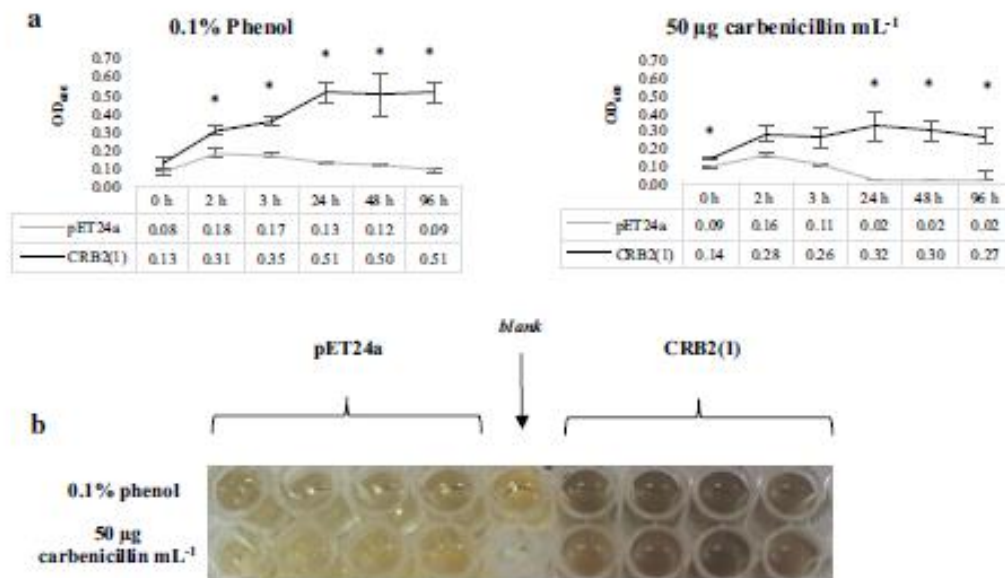 a
0.1% Phenol
0.70
0.60
0.50
0.40
0.30
0.20
0.10
0.00
OD₆₀₀
* * * * *
0 h 2 h 3 h 24 h 48 h 96 h
pET24a 0.08 0.18 0.17 0.13 0.12 0.09
CRB2(1) 0.13 0.31 0.35 0.51 0.50 0.51
50 µg carbenicillin mL⁻¹
0.70
0.60
0.50
0.40
0.30
0.20
0.10
0.00
OD₆₀₀
* * * *
0 h 2 h 3 h 24 h 48 h 96 h
pET24a 0.09 0.16 0.11 0.02 0.02 0.02
CRB2(1) 0.14 0.28 0.26 0.32 0.30 0.27
blank
pET24a CRB2(1)
b
0.1% phenol
50 µg
carbenicillin mL⁻¹